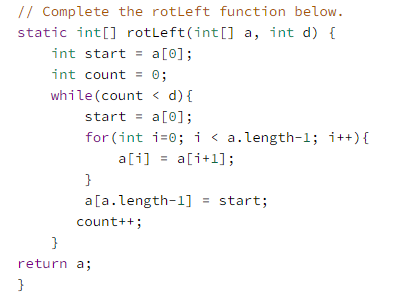 // Complete the rotLeft function below.
static int[] rotLeft(int[] a, int d) {
    int start = a[0];
    int count = 0;
    while(count < d){
        start = a[0];
        for(int i=0; i < a.length-1; i++){
            a[i] = a[i+1];
        }
        a[a.length-1] = start;
       count++;
    }
return a;
}